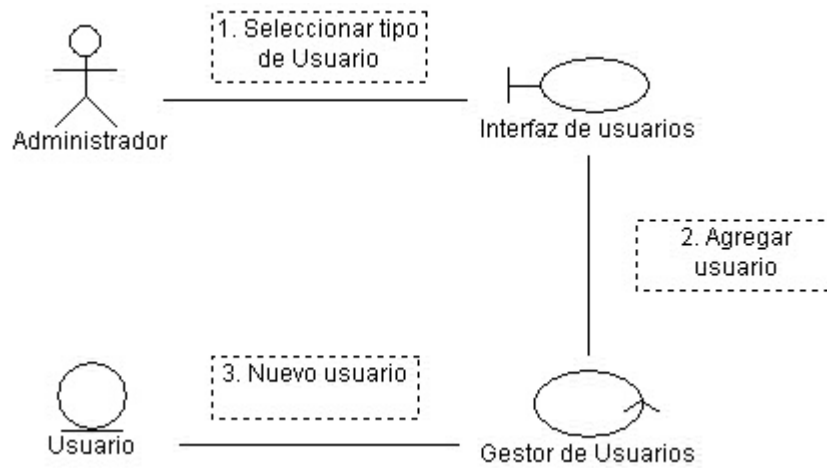 1. Seleccionar tipo
de Usuario
Administrador
Interfaz de usuarios
2. Agregar
usuario
3. Nuevo usuario
Usuario
Gestor de Usuarios